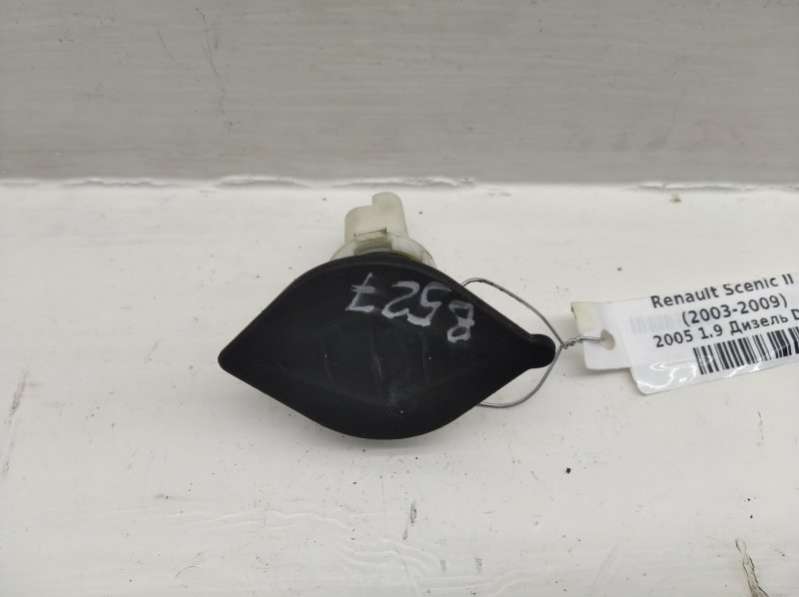 B527
Renault Scenic II
(2003-2009)
2005 1.9 Дизель D